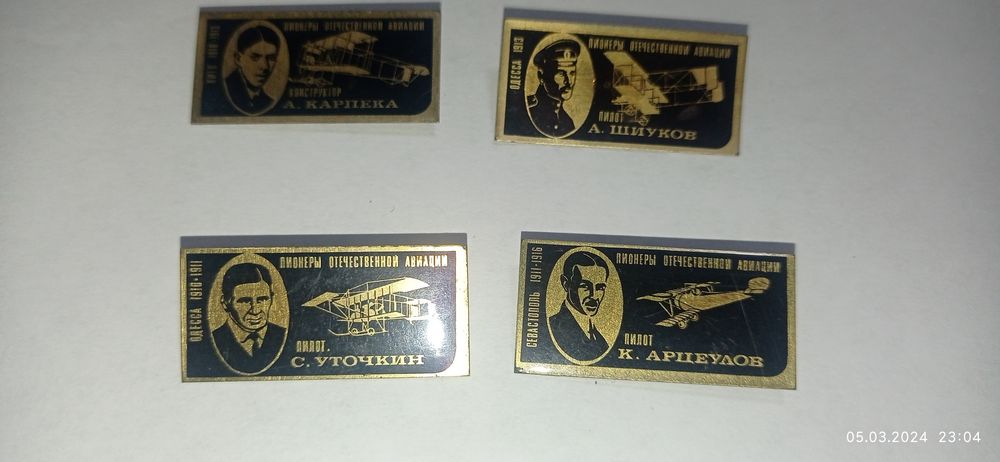 ПИОНЕРЫ ОТЕЧЕСТВЕННОЙ АВИАЦИИ
КОНСТРУКТОР
А. КАРПЕКА
ОДЕССА 1913
ПИОНЕРЫ ОТЕЧЕСТВЕННОЙ АВИАЦИИ
ПИЛОТ
А. ШИУКОВ
ОДЕССА 1910-1911
ПИОНЕРЫ ОТЕЧЕСТВЕННОЙ АВИАЦИИ
ПИЛОТ.
С. УТОЧКИН
СЕВАСТОПОЛЬ 1911-1916
ПИОНЕРЫ ОТЕЧЕСТВЕННОЙ АВИАЦИИ
ПИЛОТ
К. АРЦЕУЛОВ
05.03.2024 23:04